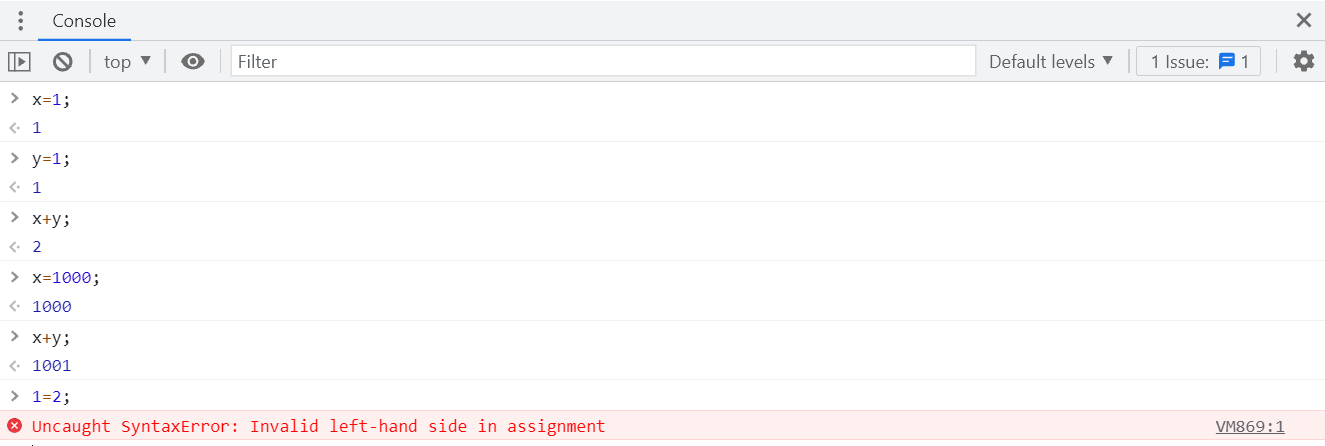 Console
top Filter Default levels 1 Issue: 1
> x=1;
1
> y=1;
1
> x+y;
2
> x=1000;
1000
> x+y;
1001
> 1=2;
Uncaught SyntaxError: Invalid left-hand side in assignment VM869:1